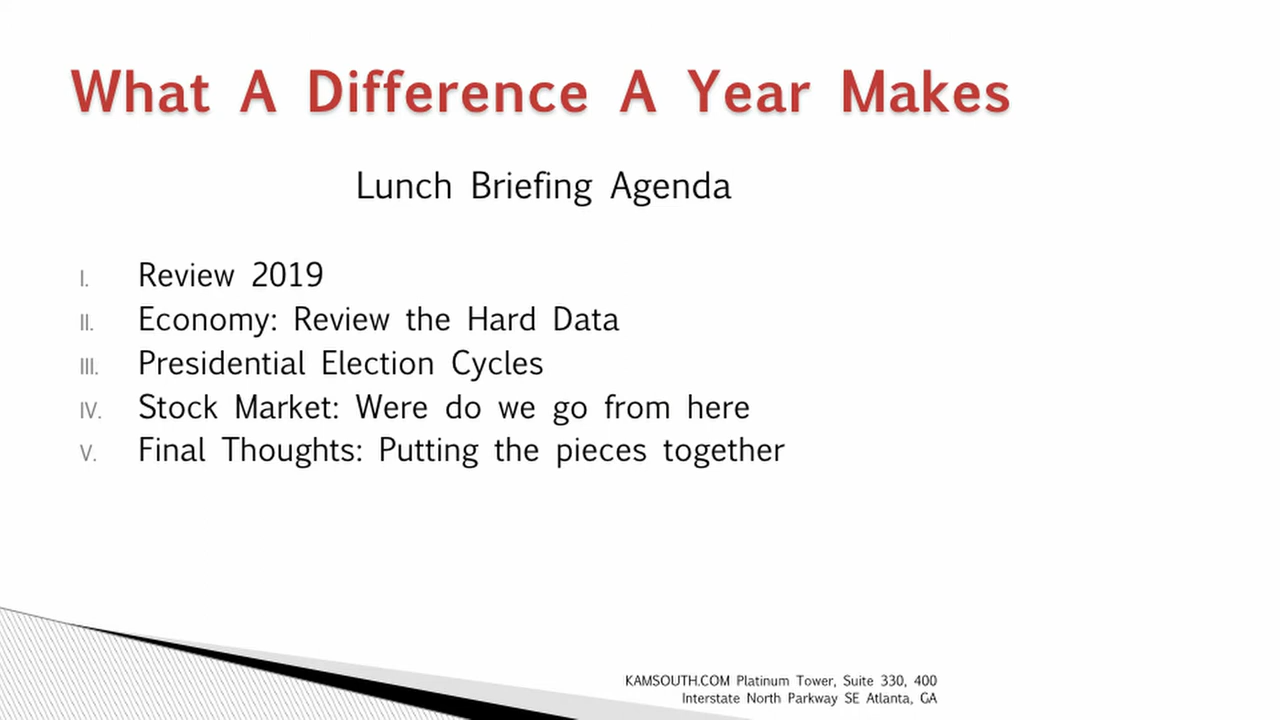 What A Difference A Year Makes
Lunch Briefing Agenda
I. Review 2019
II. Economy: Review the Hard Data
III. Presidential Election Cycles
IV. Stock Market: Were do we go from here
V. Final Thoughts: Putting the pieces together
KAMSOUTH.COM Platinum Tower, Suite 330, 400
Interstate North Parkway SE Atlanta, GA